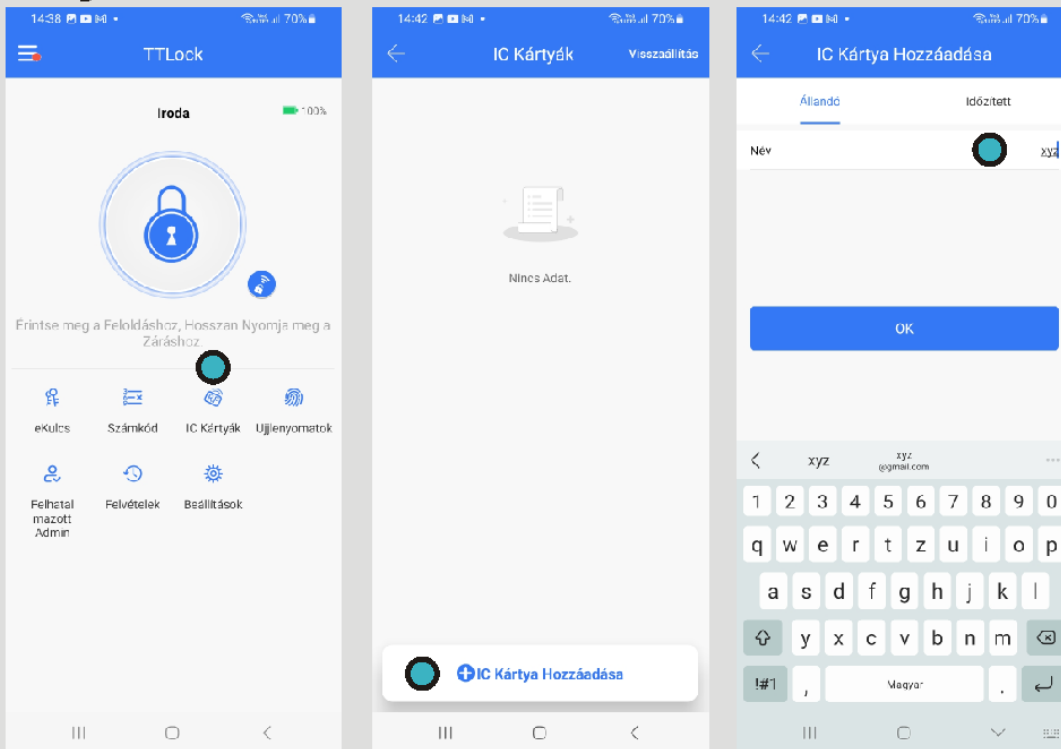 14:38
70%
TTLock
Iroda
100%
Érintse meg a Feloldáshoz, Hosszan Nyomja meg a
Záráshoz.
eKulcs
Számkód
IC Kártyák
Ujjlenyomatok
Felhatal
mazott
Admin
Felvételek
Beállítások
14:42
70%
IC Kártyák
Visszaállítás
Nincs Adat.
IC Kártya Hozzáadása
14:42
70%
IC Kártya Hozzáadása
Állandó
Időzített
Név
xyz
OK
xyz
xyz
@gmail.com
1 2 3 4 5 6 7 8 9 0
q w e r t z u i o p
a s d f g h j k l
y x c v b n m
!#1 , Magyar .